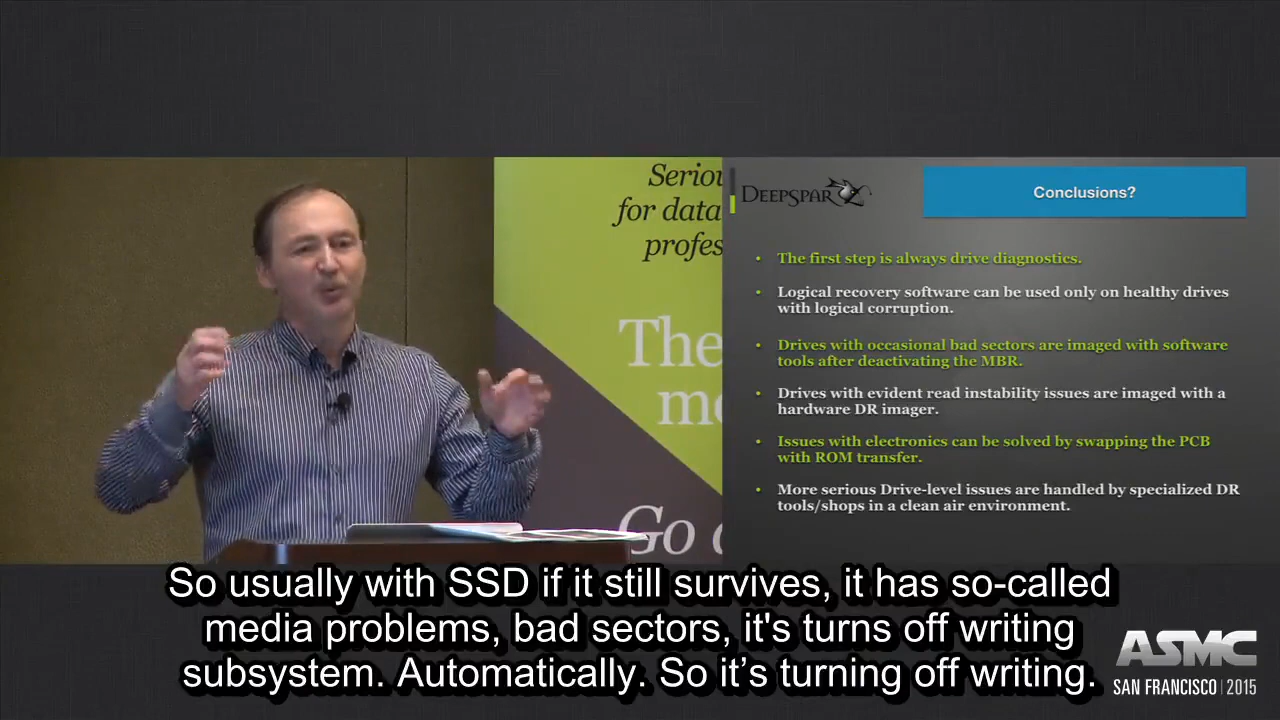 Seriou
for data
profes
The
me
Go
DEEPSPAR
Conclusions?
The first step is always drive diagnostics.
Logical recovery software can be used only on healthy drives
with logical corruption.
Drives with occasional bad sectors are imaged with software
tools after deactivating the MBR.
Drives with evident read instability issues are imaged with a
hardware DR imager.
Issues with electronics can be solved by swapping the PCB
with ROM transfer.
More serious Drive-level issues are handled by specialized DR
tools/shops in a clean air environment.
So usually with SSD if it still survives, it has so-called
media problems, bad sectors, it's turns off writing
subsystem. Automatically. So it’s turning off writing.
ASMC
SAN FRANCISCO | 2015